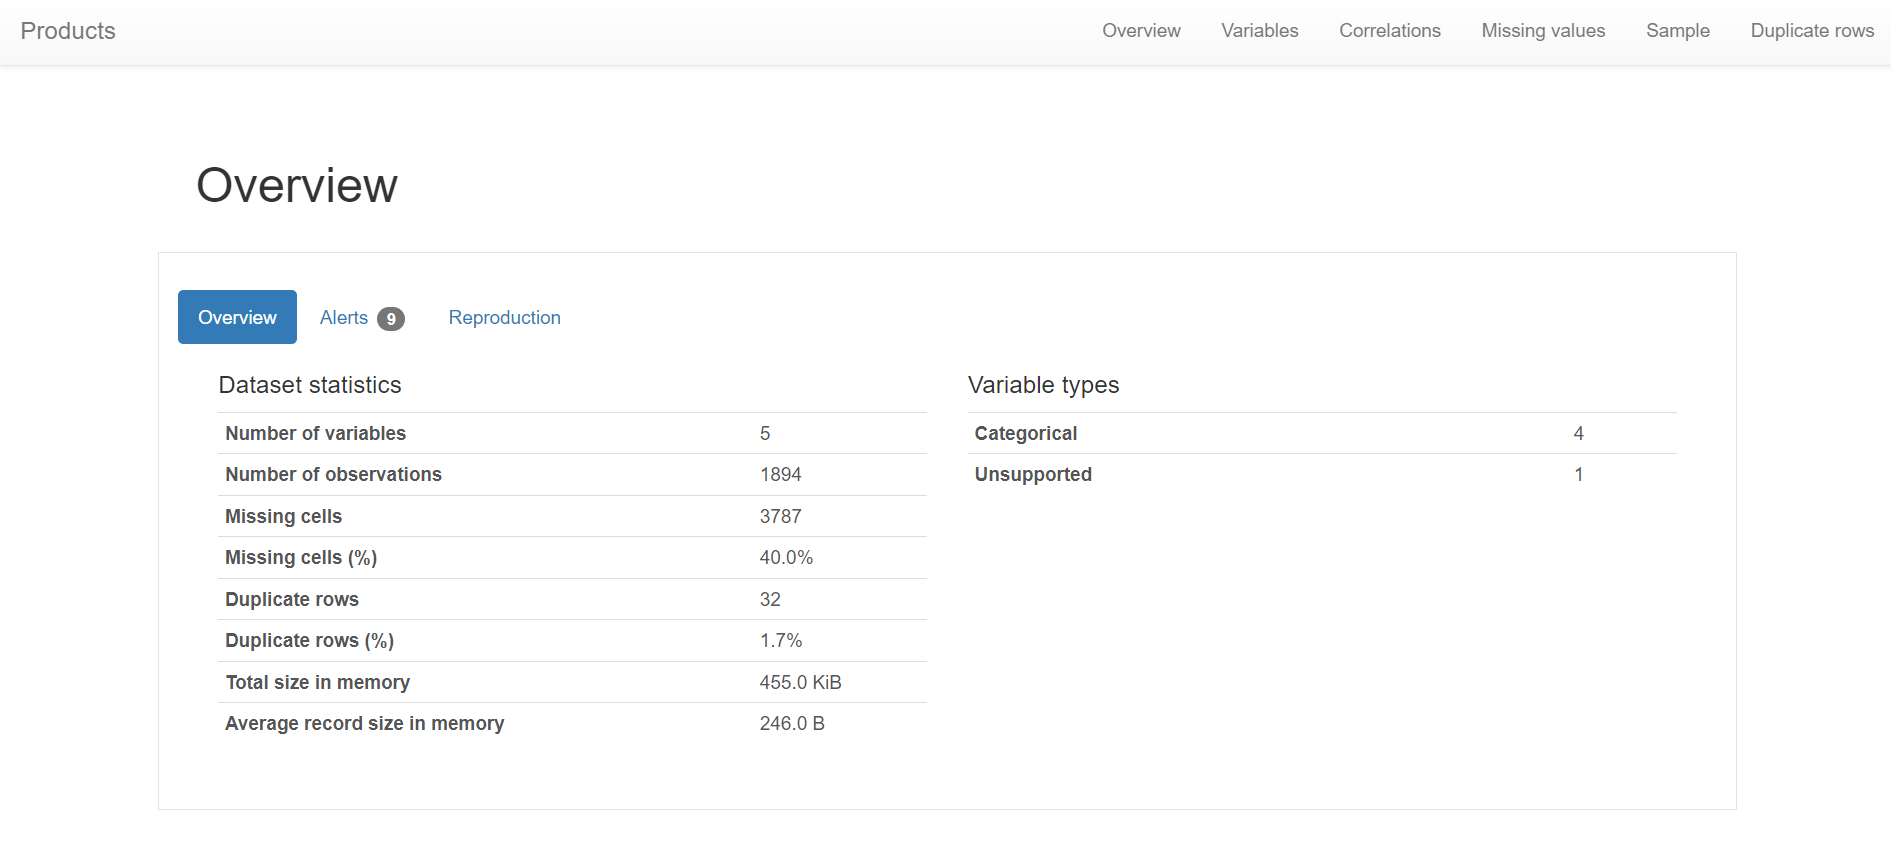 Products Overview Variables Correlations Missing values Sample Duplicate rows
Overview
Overview Alerts 9 Reproduction
Dataset statistics
Number of variables 5
Number of observations 1894
Missing cells 3787
Missing cells (%) 40.0%
Duplicate rows 32
Duplicate rows (%) 1.7%
Total size in memory 455.0 KiB
Average record size in memory 246.0 B
Variable types
Categorical 4
Unsupported 1